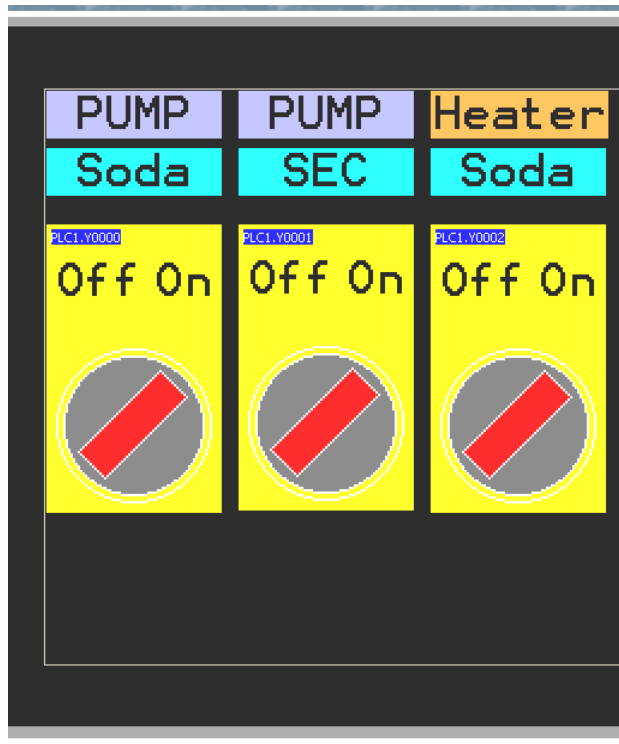 PUMP PUMP Heater
Soda SEC Soda
PLC1.Y0000 PLC1.Y0001 PLC1.Y0002
Off On Off On Off On